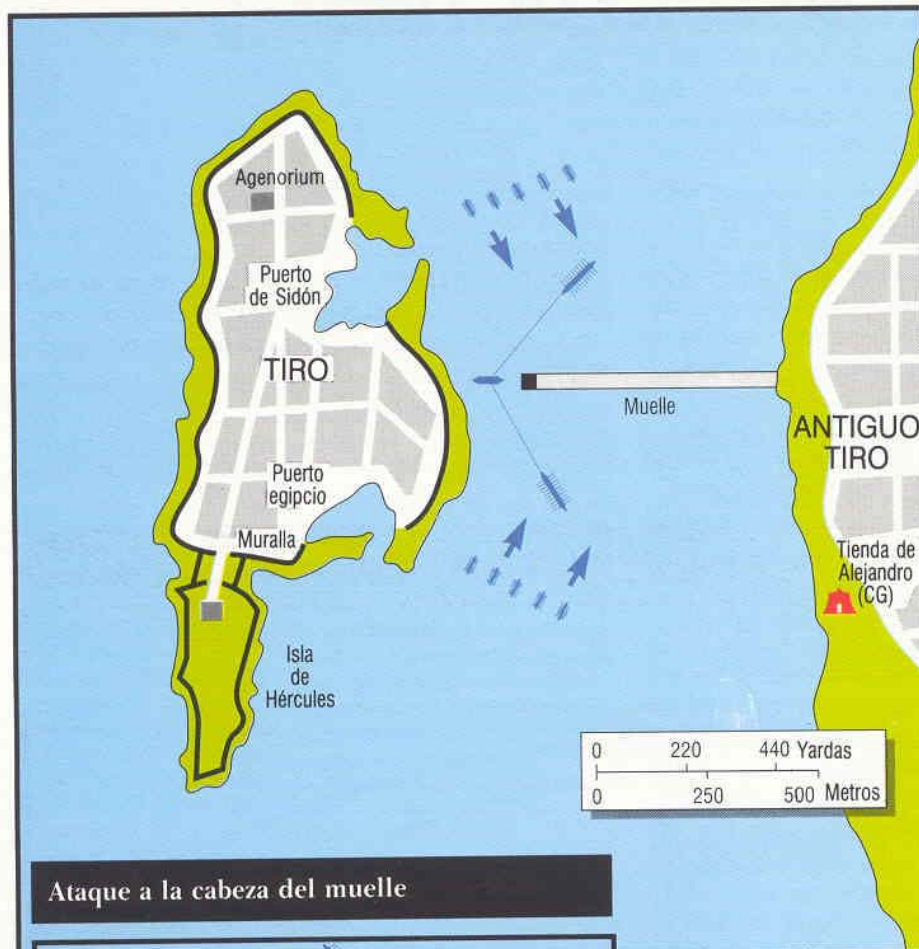 Agenorium
Puerto
de Sidón
TIRO
Muelle
ANTIGUO
TIRO
Puerto
egipcio
Muralla
Tienda de
Alejandro
(CG)
Isla
de
Hércules
0 220 440 Yardas
0 250 500 Metros
Ataque a la cabeza del muelle